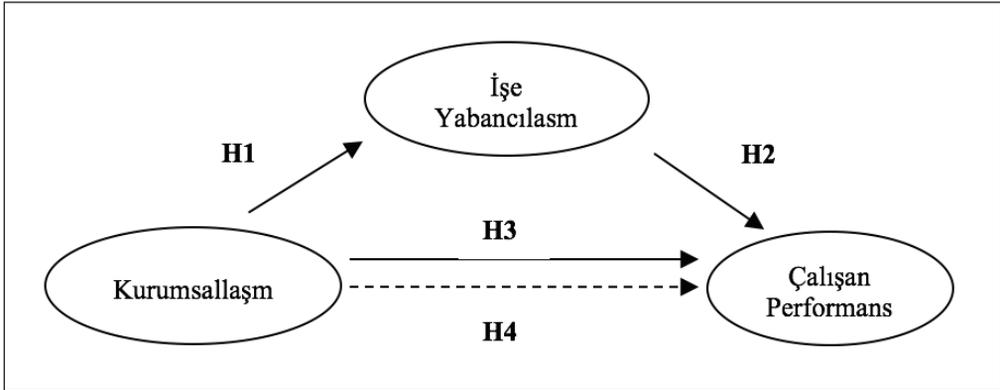 İşe
Yabancılasm
H1
H2
H3
Kurumsallaşm
Çalışan
Performans
H4